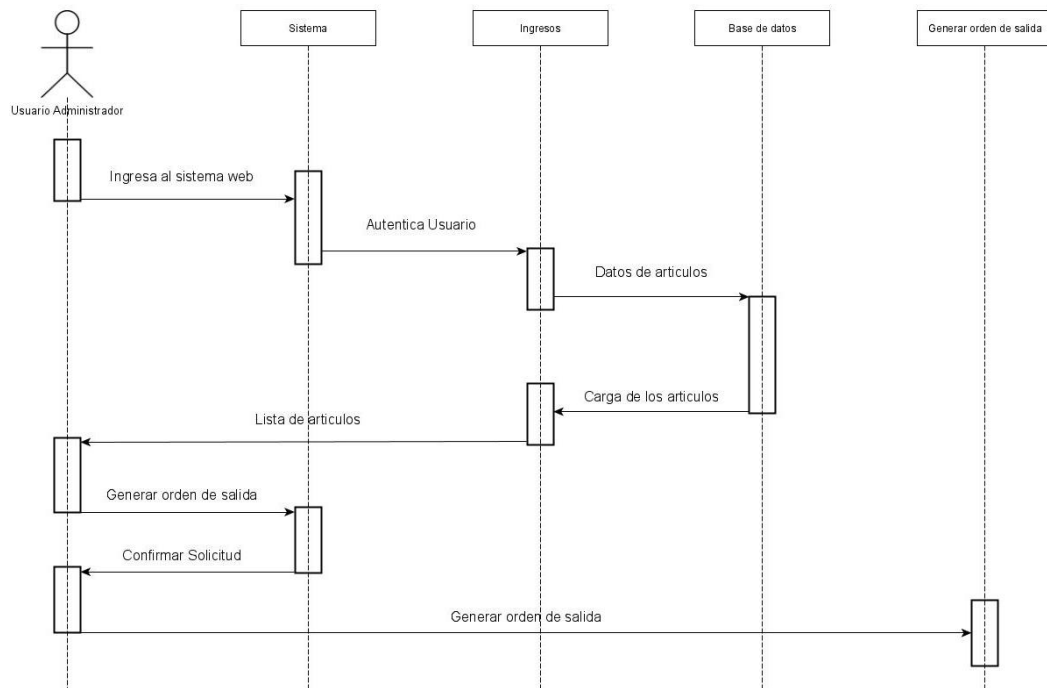 Sistema
Ingresos
Base de datos
Generar orden de salida
Usuario Administrador
Ingresa al sistema web
Autentica Usuario
Datos de articulos
Carga de los articulos
Lista de articulos
Generar orden de salida
Confirmar Solicitud
Generar orden de salida